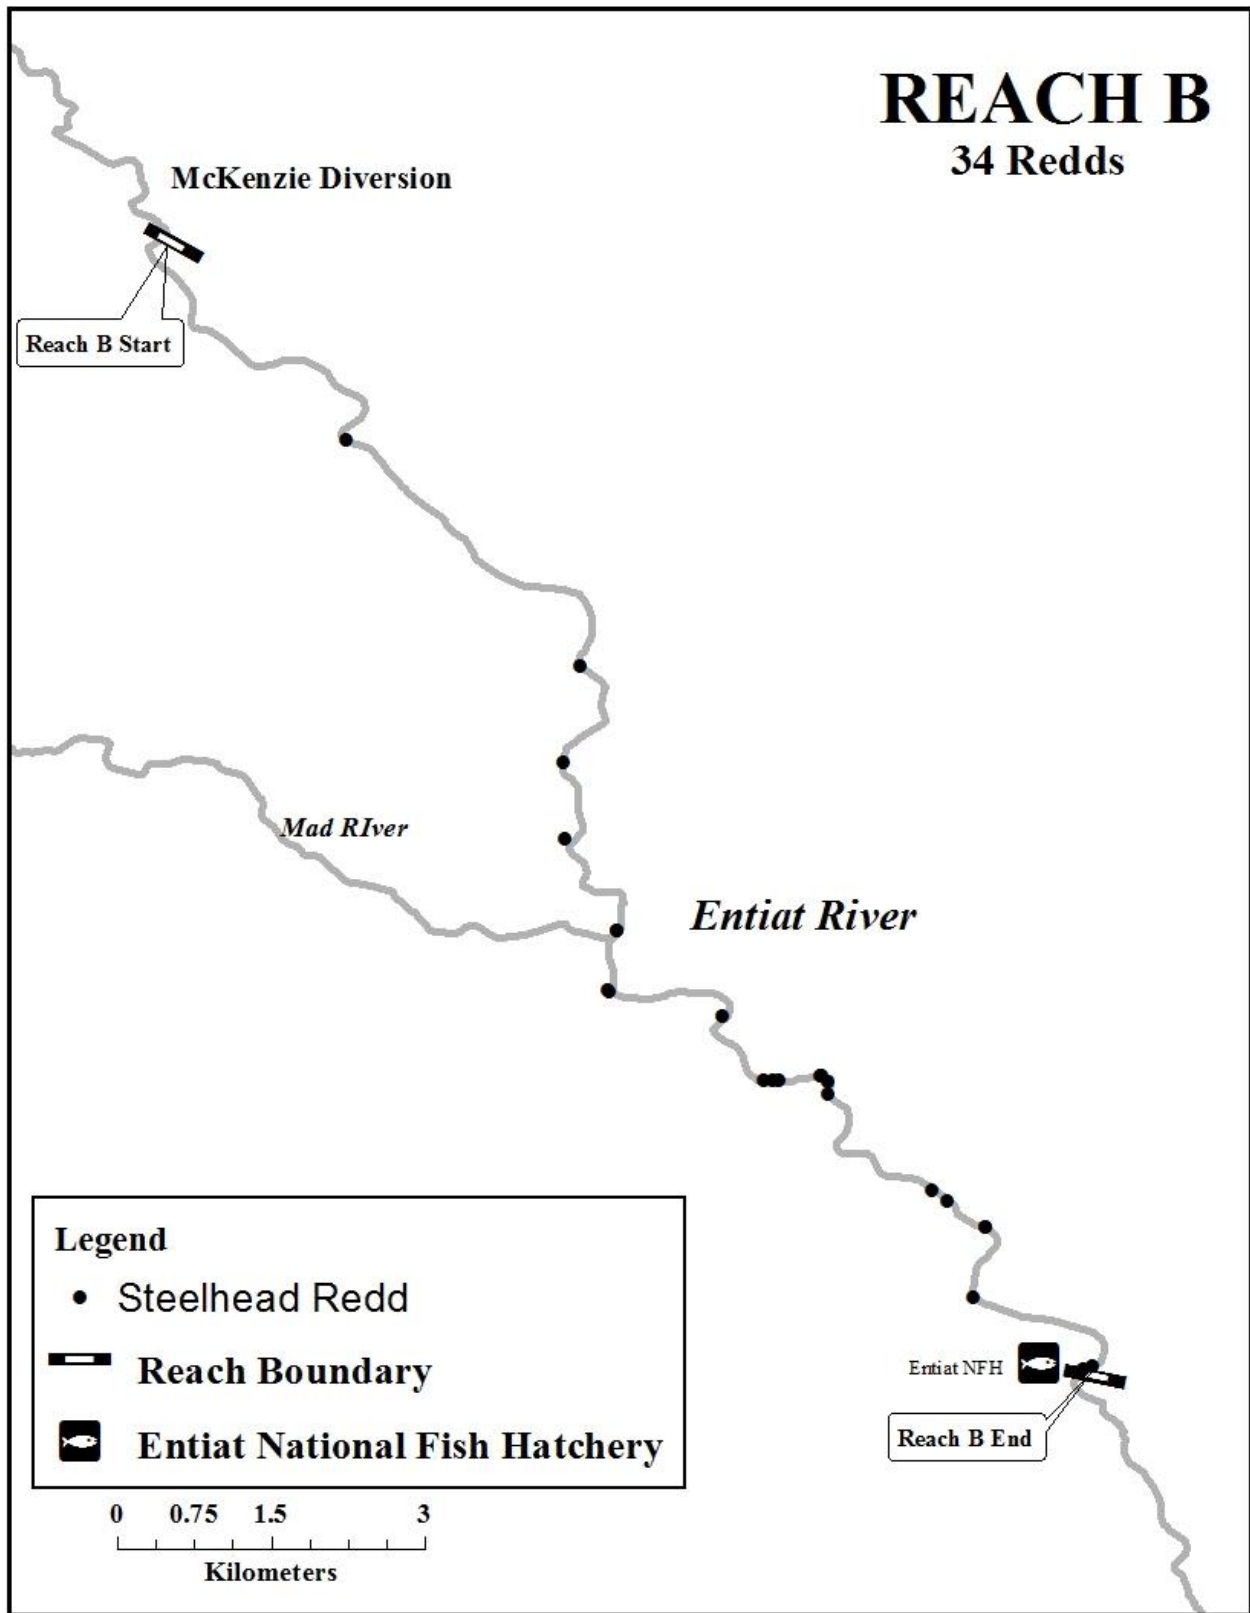 REACH B
34 Redds
McKenzie Diversion
Reach B Start
Mad RIver
Entiat River
Legend
Steelhead Redd
Reach Boundary
Entiat National Fish Hatchery
Entiat NFH
Reach B End
0 0.75 1.5 3
Kilometers